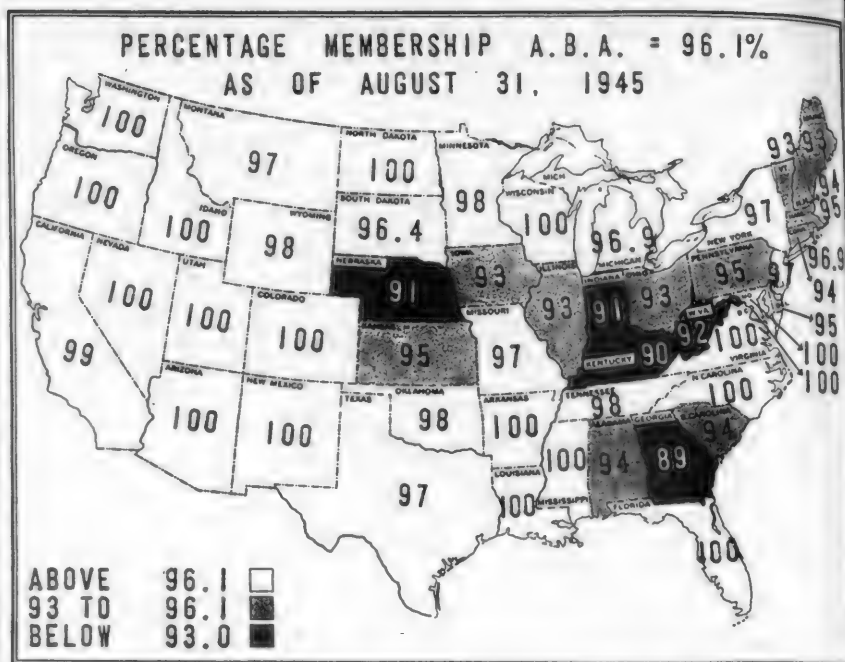 PERCENTAGE MEMBERSHIP A.B.A. = 96.1%
AS OF AUGUST 31, 1945
WASHINGTON
100
MONTANA
97
NORTH DAKOTA
100
MINNESOTA
98
OREGON
100
IDAHO
100
WYOMING
98
SOUTH DAKOTA
96.4
WISCONSIN
100
MICH
96.9
MICHIGAN
93
93
VT
94
95
NEW YORK
97
CALIFORNIA
99
NEVADA
100
UTAH
100
COLORADO
100
NEBRASKA
91
IOWA
93
ILLINOIS
93
INDIANA
91
OHIO
93
PENNSYLVANIA
95
97
96.9
94
95
100
100
KANSAS
95
MISSOURI
97
KENTUCKY 90
W.VA.
92
100
VIRGINIA
ARIZONA
100
NEW MEXICO
100
TEXAS
97
OKLAHOMA
98
ARKANSAS
100
TENNESSEE
98
N.CAROLINA
100
LOUISIANA
100
100
MISSISSIPPI
ALABAMA
94
GEORGIA
89
S.CAROLINA
94
FLORIDA
100
ABOVE 96.1
93 TO 96.1
BELOW 93.0